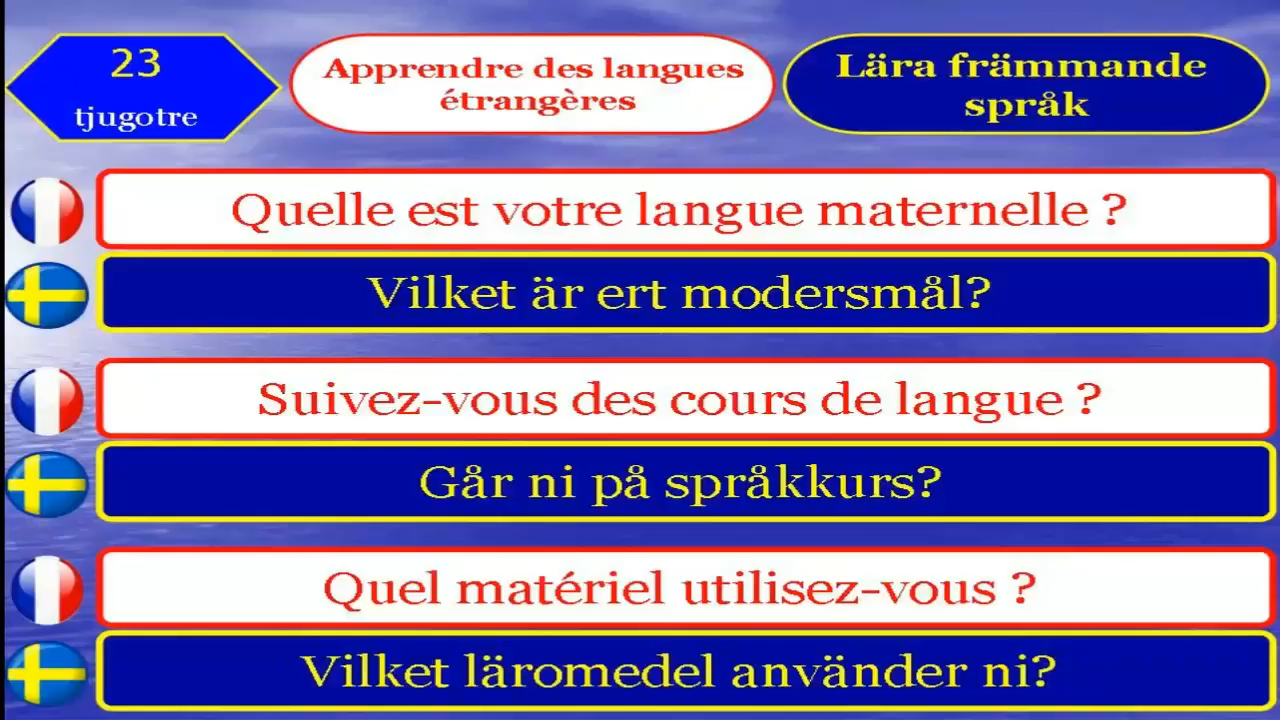 23
tjugotre
Apprendre des langues
étrangères
Lära främmande
språk
Quelle est votre langue maternelle ?
Vilket är ert modersmål?
Suivez-vous des cours de langue ?
Går ni på språkkurs?
Quel matériel utilisez-vous ?
Vilket läromedel använder ni?